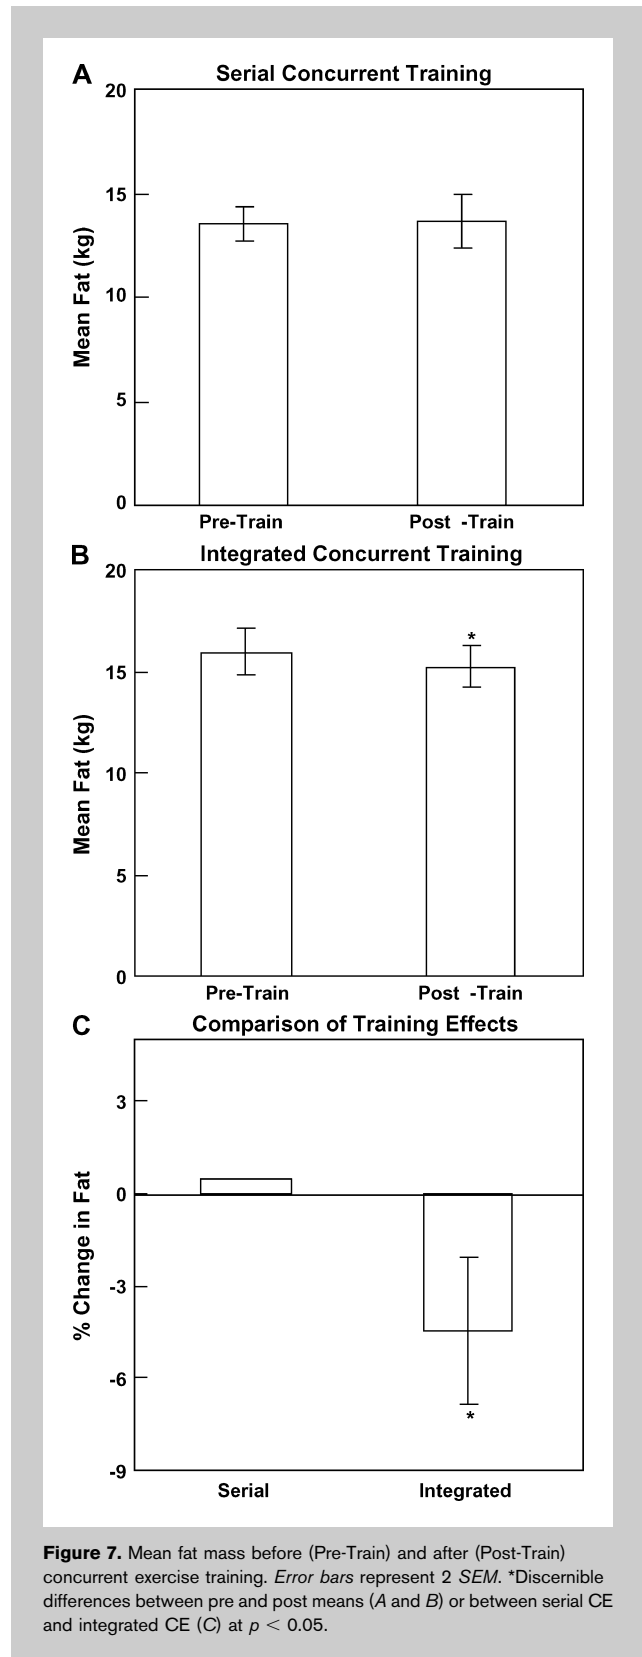 A Serial Concurrent Training
20
15
10
5
0
Mean Fat (kg)
Pre-Train Post -Train
B Integrated Concurrent Training
20
15
10
5
0
Mean Fat (kg)
*
Pre-Train Post -Train
C Comparison of Training Effects
3
0
-3
-6
-9
% Change in Fat
*
Serial Integrated
Figure 7. Mean fat mass before (Pre-Train) and after (Post-Train)
concurrent exercise training. Error bars represent 2 SEM. *Discernible
differences between pre and post means (A and B) or between serial CE
and integrated CE (C) at p < 0.05.